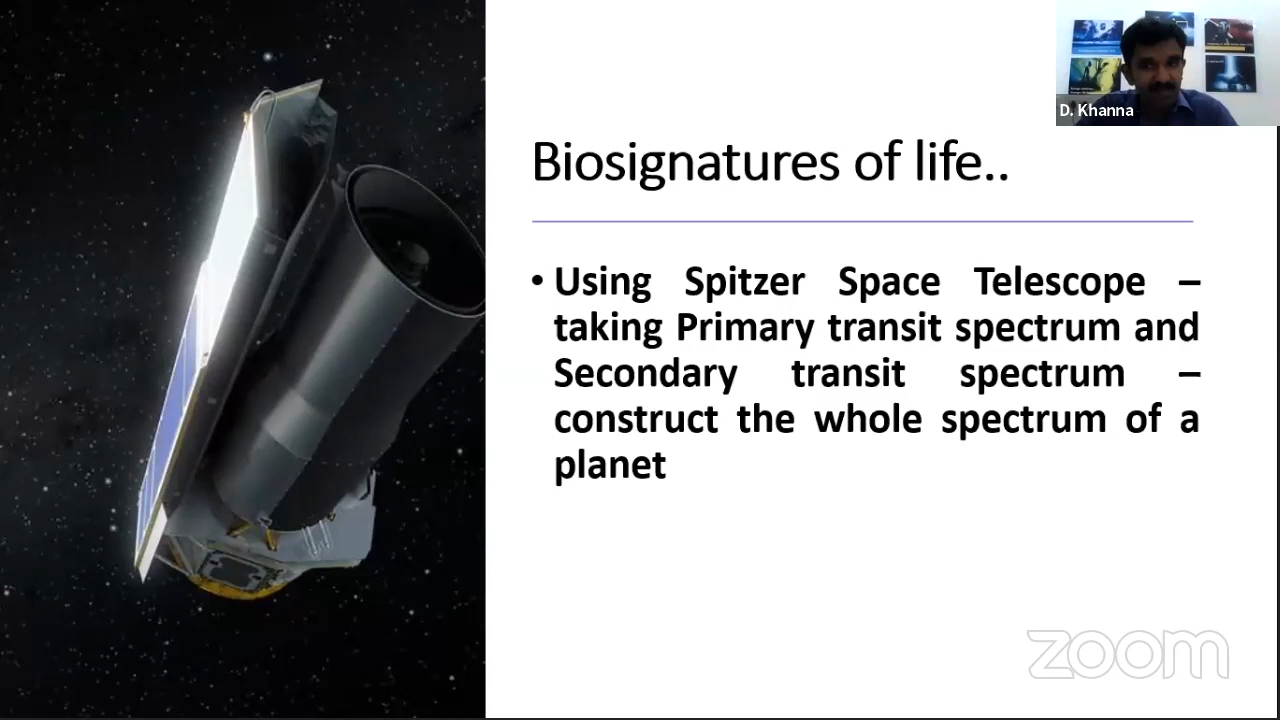 D. Khanna
Biosignatures of life..
• Using Spitzer Space Telescope –
taking Primary transit spectrum and
Secondary transit spectrum –
construct the whole spectrum of a
planet
zoom